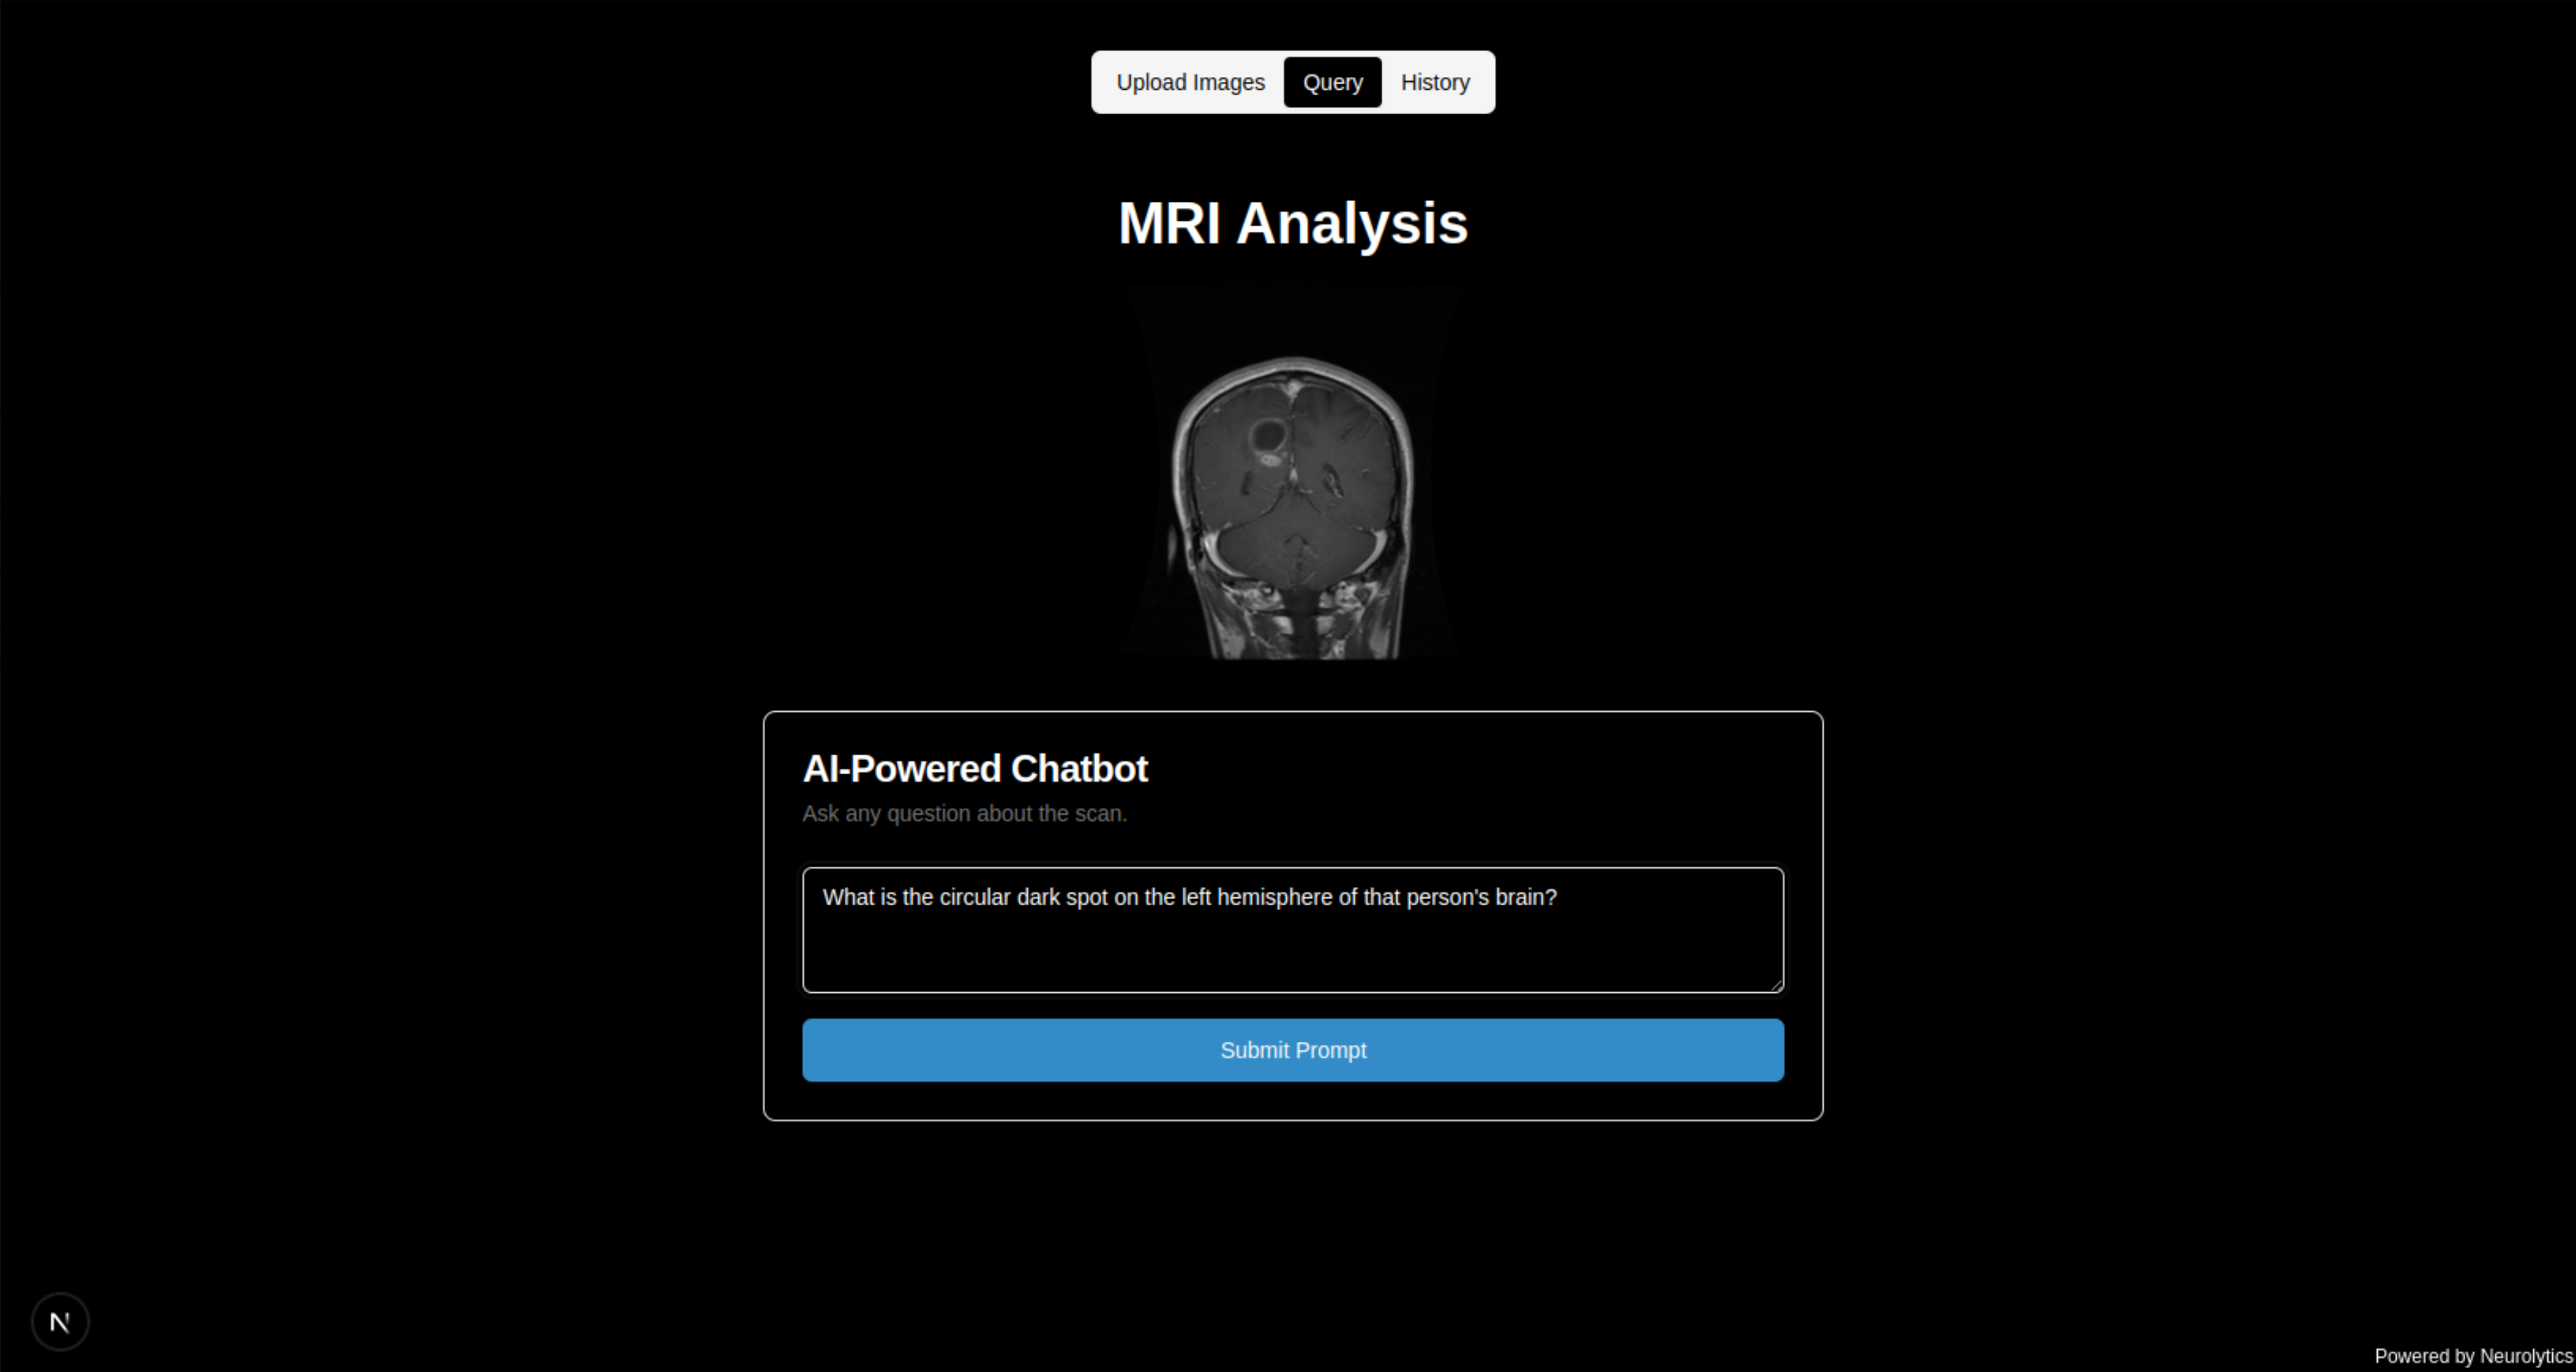 Upload Images Query History
MRI Analysis
AI-Powered Chatbot
Ask any question about the scan.
What is the circular dark spot on the left hemisphere of that person's brain?
Submit Prompt
N
Powered by Neurolytics